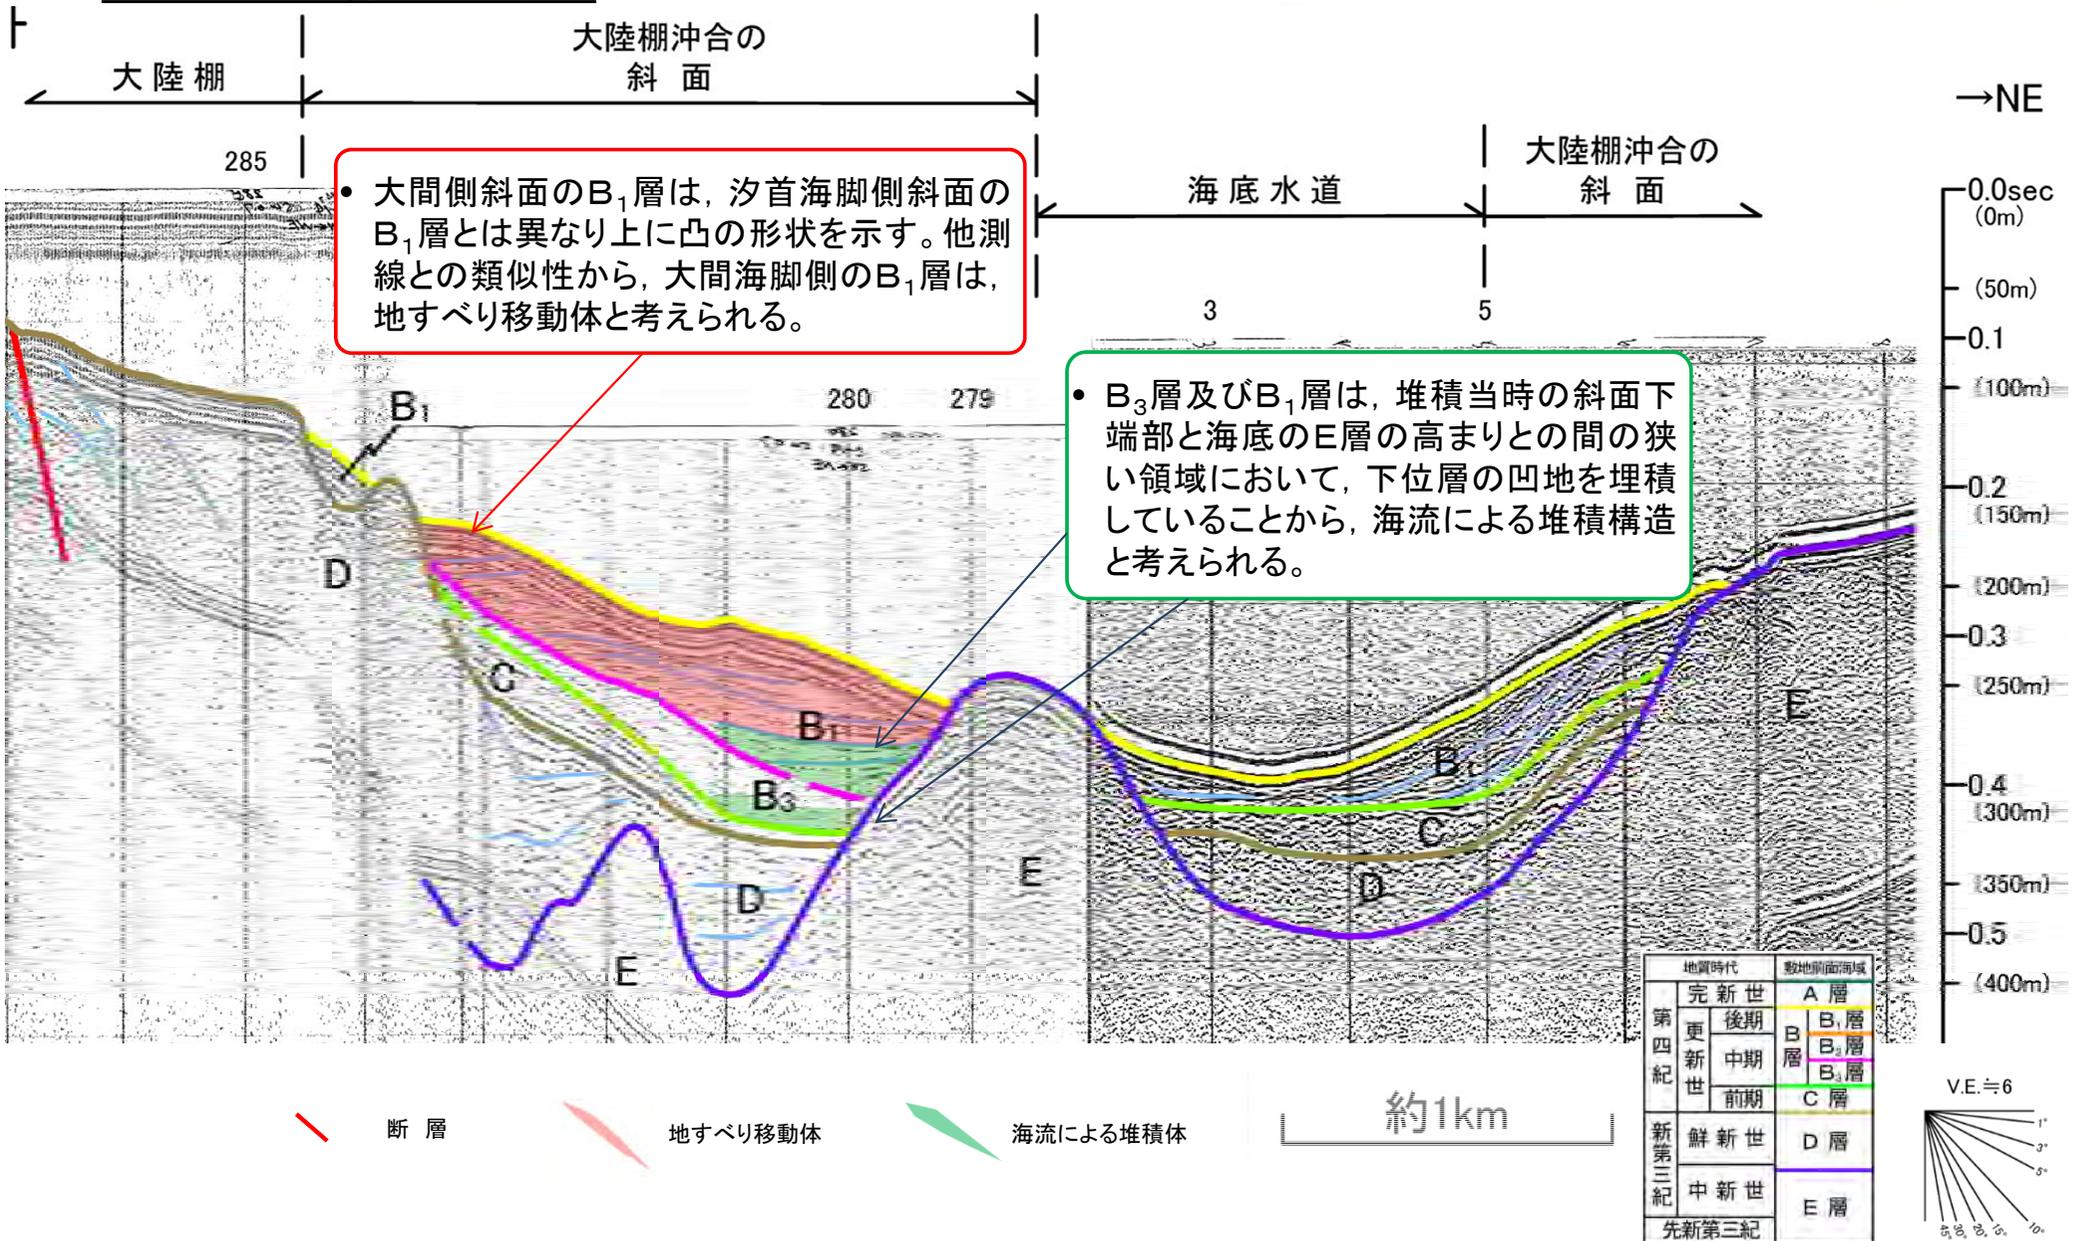 大陸棚
大陸棚沖合の
斜 面
→NE
285
海底水道
大陸棚沖合の
斜 面
• 大間側斜面のB₁層は，汐首海脚側斜面の
B₁層とは異なり上に凸の形状を示す。他測
線との類似性から，大間海脚側のB₁層は，
地すべり移動体と考えられる。
3
5
0.0sec
(0m)
(50m)
0.1
(100m)
0.2
(150m)
(200m)
0.3
(250m)
0.4
(300m)
(350m)
0.5
(400m)
280
279
• B₃層及びB₁層は，堆積当時の斜面下
端部と海底のE層の高まりとの間の狭
い領域において，下位層の凹地を埋積
していることから，海流による堆積構造
と考えられる。
B₁
D
C
B₁
B₃
D
E
E
B₁
C
D
E
断 層
地すべり移動体
海流による堆積体
約1km
地質時代
敷地前面海域
第四紀
完新世
A 層
更新世
後期
中期
前期
B層
B₁層
B₂層
B₃層
C 層
新第三紀
鮮新世
D 層
中新世
E 層
先新第三紀
V.E.≒6
1°
3°
5°
10°
15°
20°
30°
45°